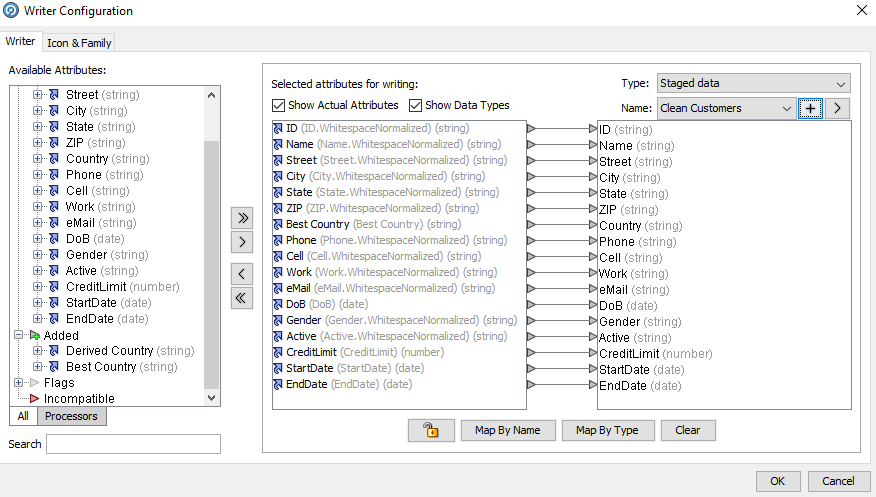 Writer Configuration
Writer
Icon & Family
Available Attributes:
Street (string)
City (string)
State (string)
ZIP (string)
Country (string)
Phone (string)
Cell (string)
Work (string)
eMail (string)
DoB (date)
Gender (string)
Active (string)
CreditLimit (number)
StartDate (date)
EndDate (date)
Added
Derived Country (string)
Best Country (string)
Flags
Incompatible
All
Processors
Search
Selected attributes for writing:
Type: Staged data
Show Actual Attributes
Show Data Types
Name: Clean Customers
ID (ID.WhitespaceNormalized) (string)
Name (Name.WhitespaceNormalized) (string)
Street (Street.WhitespaceNormalized) (string)
City (City.WhitespaceNormalized) (string)
State (State.WhitespaceNormalized) (string)
ZIP (ZIP.WhitespaceNormalized) (string)
Best Country (Best Country) (string)
Phone (Phone.WhitespaceNormalized) (string)
Cell (Cell.WhitespaceNormalized) (string)
Work (Work.WhitespaceNormalized) (string)
eMail (eMail.WhitespaceNormalized) (string)
DoB (DoB) (date)
Gender (Gender.WhitespaceNormalized) (string)
Active (Active.WhitespaceNormalized) (string)
CreditLimit (CreditLimit) (number)
StartDate (StartDate) (date)
EndDate (EndDate) (date)
ID (string)
Name (string)
Street (string)
City (string)
State (string)
ZIP (string)
Country (string)
Phone (string)
Cell (string)
Work (string)
eMail (string)
DoB (date)
Gender (string)
Active (string)
CreditLimit (number)
StartDate (date)
EndDate (date)
Map By Name
Map By Type
Clear
OK
Cancel